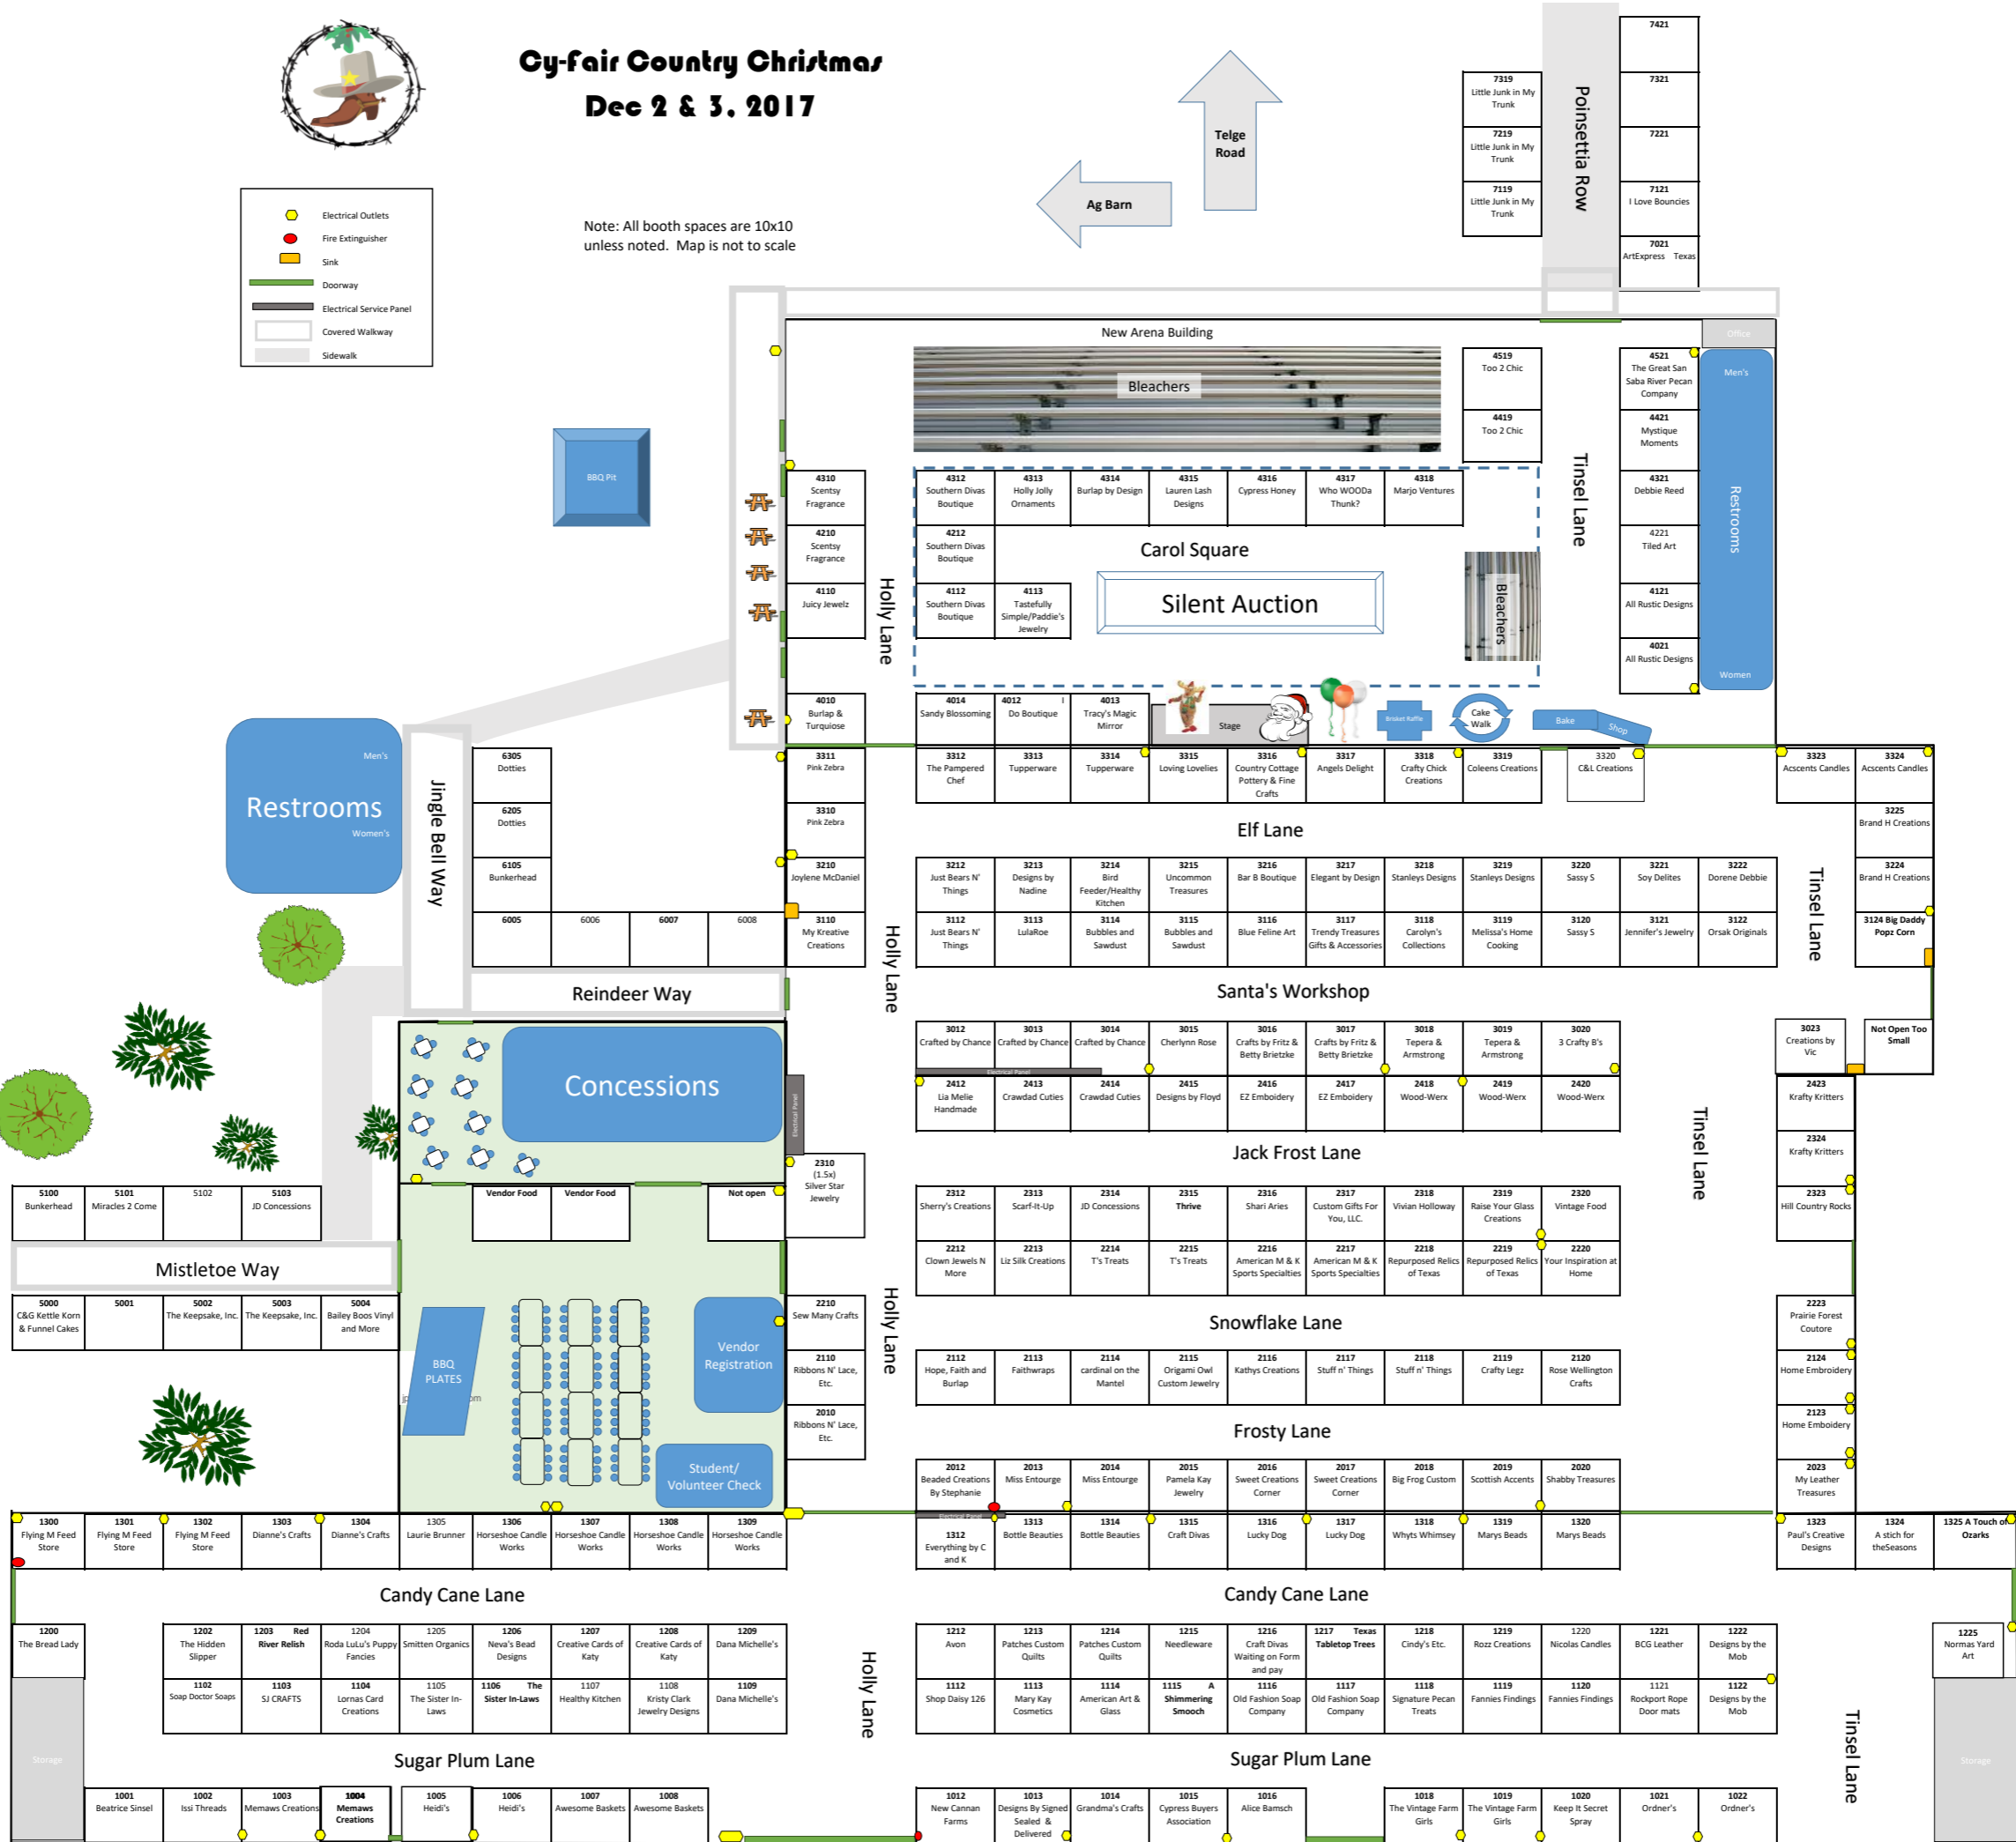 Cy-Fair Country Christmas
Dec 2 & 3, 2017
Electrical Outlets
Fire Extinguisher
Sink
Doorway
Electrical Service Panel
Covered Walkway
Sidewalk
Note: All booth spaces are 10x10
unless noted. Map is not to scale
Telge
Road
Ag Barn
Poinsettia Row
7421
7321
7221
7121
I Love Bouncies
7021
ArtExpress Texas
7319
Little Junk in My
Trunk
7219
Little Junk in My
Trunk
7119
Little Junk in My
Trunk
New Arena Building
Office
Bleachers
4519
Too 2 Chic
4419
Too 2 Chic
Tinsel Lane
4521
The Great San
Saba River Pecan
Company
4421
Mystique
Moments
4321
Debbie Reed
4221
Tiled Art
4121
All Rustic Designs
4021
All Rustic Designs
Men's
Restrooms
Women
BBQ Pit
4310
Scentsy
Fragrance
4210
Scentsy
Fragrance
4110
Juicy Jewelz
4010
Burlap &
Turquiose
Holly Lane
4312
Southern Divas
Boutique
4313
Holly Jolly
Ornaments
4314
Burlap by Design
4315
Lauren Lash
Designs
4316
Cypress Honey
4317
Who WOODa
Thunk?
4318
Marjo Ventures
4212
Southern Divas
Boutique
Carol Square
4112
Southern Divas
Boutique
4113
Tastefully
Simple/Paddie's
Jewelry
Silent Auction
Bleachers
4014
Sandy Blossoming
4012 I
Do Boutique
4013
Tracy's Magic
Mirror
Stage
Brisket Raffle
Cake
Walk
Bake
Shop
Men's
Restrooms
Women's
Jingle Bell Way
6305
Dotties
6205
Dotties
6105
Bunkerhead
6005
6006
6007
6008
3311
Pink Zebra
3310
Pink Zebra
3210
Joylene McDaniel
3110
My Kreative
Creations
3312
The Pampered
Chef
3313
Tupperware
3314
Tupperware
3315
Loving Lovelies
3316
Country Cottage
Pottery & Fine
Crafts
3317
Angels Delight
3318
Crafty Chick
Creations
3319
Coleens Creations
3320
C&L Creations
3323
Acscents Candles
3324
Acscents Candles
3225
Brand H Creations
3224
Brand H Creations
3124 Big Daddy
Popz Corn
Elf Lane
3212
Just Bears N'
Things
3213
Designs by
Nadine
3214
Bird
Feeder/Healthy
Kitchen
3215
Uncommon
Treasures
3216
Bar B Boutique
3217
Elegant by Design
3218
Stanleys Designs
3219
Stanleys Designs
3220
Sassy S
3221
Soy Delites
3222
Dorene Debbie
Tinsel Lane
Holly Lane
3112
Just Bears N'
Things
3113
LulaRoe
3114
Bubbles and
Sawdust
3115
Bubbles and
Sawdust
3116
Blue Feline Art
3117
Trendy Treasures
Gifts & Accessories
3118
Carolyn's
Collections
3119
Melissa's Home
Cooking
3120
Sassy S
3121
Jennifer's Jewelry
3122
Orsak Originals
Reindeer Way
Santa's Workshop
Concessions
Electrical Panel
3012
Crafted by Chance
3013
Crafted by Chance
3014
Crafted by Chance
3015
Cherlynn Rose
3016
Crafts by Fritz &
Betty Brietzke
3017
Crafts by Fritz &
Betty Brietzke
3018
Tepera &
Armstrong
3019
Tepera &
Armstrong
3020
3 Crafty B's
3023
Creations by
Vic
Not Open Too
Small
Electrical Panel
2412
Lia Melie
Handmade
2413
Crawdad Cuties
2414
Crawdad Cuties
2415
Designs by Floyd
2416
EZ Emboidery
2417
EZ Emboidery
2418
Wood-Werx
2419
Wood-Werx
2420
Wood-Werx
2423
Krafty Kritters
2324
Krafty Kritters
2323
Hill Country Rocks
Jack Frost Lane
Tinsel Lane
5100
Bunkerhead
5101
Miracles 2 Come
5102
5103
JD Concessions
Vendor Food
Vendor Food
Not open
2310
(1.5x)
Silver Star
Jewelry
2312
Sherry's Creations
2313
Scarf-It-Up
2314
JD Concessions
2315
Thrive
2316
Shari Aries
2317
Custom Gifts For
You, LLC.
2318
Vivian Holloway
2319
Raise Your Glass
Creations
2320
Vintage Food
Mistletoe Way
2212
Clown Jewels N
More
2213
Liz Silk Creations
2214
T's Treats
2215
T's Treats
2216
American M & K
Sports Specialties
2217
American M & K
Sports Specialties
2218
Repurposed Relics
of Texas
2219
Repurposed Relics
of Texas
2220
Your Inspiration at
Home
5000
C&G Kettle Korn
& Funnel Cakes
5001
5002
The Keepsake, Inc.
5003
The Keepsake, Inc.
5004
Bailey Boos Vinyl
and More
BBQ
PLATES
jp
om
Vendor
Registration
Student/
Volunteer Check
2210
Sew Many Crafts
2110
Ribbons N' Lace,
Etc.
2010
Ribbons N' Lace,
Etc.
Holly Lane
Snowflake Lane
2223
Prairie Forest
Coutore
2124
Home Emboidery
2123
Home Emboidery
2023
My Leather
Treasures
2112
Hope, Faith and
Burlap
2113
Faithwraps
2114
cardinal on the
Mantel
2115
Origami Owl
Custom Jewelry
2116
Kathys Creations
2117
Stuff n' Things
2118
Stuff n' Things
2119
Crafty Legz
2120
Rose Wellington
Crafts
Frosty Lane
2012
Beaded Creations
By Stephanie
2013
Miss Entourge
2014
Miss Entourge
2015
Pamela Kay
Jewelry
2016
Sweet Creations
Corner
2017
Sweet Creations
Corner
2018
Big Frog Custom
2019
Scottish Accents
2020
Shabby Treasures
1300
Flying M Feed
Store
1301
Flying M Feed
Store
1302
Flying M Feed
Store
1303
Dianne's Crafts
1304
Dianne's Crafts
1305
Laurie Brunner
1306
Horseshoe Candle
Works
1307
Horseshoe Candle
Works
1308
Horseshoe Candle
Works
1309
Horseshoe Candle
Works
Electrical Panel
1312
Everything by C
and K
1313
Bottle Beauties
1314
Bottle Beauties
1315
Craft Divas
1316
Lucky Dog
1317
Lucky Dog
1318
Whyts Whimsey
1319
Marys Beads
1320
Marys Beads
1323
Paul's Creative
Designs
1324
A stich for
theSeasons
1325 A Touch of
Ozarks
Candy Cane Lane
Candy Cane Lane
1200
The Bread Lady
1202
The Hidden
Slipper
1203 Red
River Relish
1204
Roda LuLu's Puppy
Fancies
1205
Smitten Organics
1206
Neva's Bead
Designs
1207
Creative Cards of
Katy
1208
Creative Cards of
Katy
1209
Dana Michelle's
1212
Avon
1213
Patches Custom
Quilts
1214
Patches Custom
Quilts
1215
Needleware
1216
Craft Divas
Waiting on Form
and pay
1217 Texas
Tabletop Trees
1218
Cindy's Etc.
1219
Rozz Creations
1220
Nicolas Candles
1221
BCG Leather
1222
Designs by the
Mob
1225
Normas Yard
Art
1102
Soap Doctor Soaps
1103
SJ CRAFTS
1104
Lornas Card
Creations
1105
The Sister In-
Laws
1106 The
Sister In-Laws
1107
Healthy Kitchen
1108
Kristy Clark
Jewelry Designs
1109
Dana Michelle's
Holly Lane
1112
Shop Daisy 126
1113
Mary Kay
Cosmetics
1114
American Art &
Glass
1115 A
Shimmering
Smooch
1116
Old Fashion Soap
Company
1117
Old Fashion Soap
Company
1118
Signature Pecan
Treats
1119
Fannies Findings
1120
Fannies Findings
1121
Rockport Rope
Door mats
1122
Designs by the
Mob
Storage
Sugar Plum Lane
Sugar Plum Lane
Tinsel Lane
Storage
1001
Beatrice Sinsel
1002
Issi Threads
1003
Memaws Creations
1004
Memaws
Creations
1005
Heidi's
1006
Heidi's
1007
Awesome Baskets
1008
Awesome Baskets
1012
New Cannan
Farms
1013
Designs By Signed
Sealed &
Delivered
1014
Grandma's Crafts
1015
Cypress Buyers
Association
1016
Alice Bamsch
1018
The Vintage Farm
Girls
1019
The Vintage Farm
Girls
1020
Keep It Secret
Spray
1021
Ordner's
1022
Ordner's